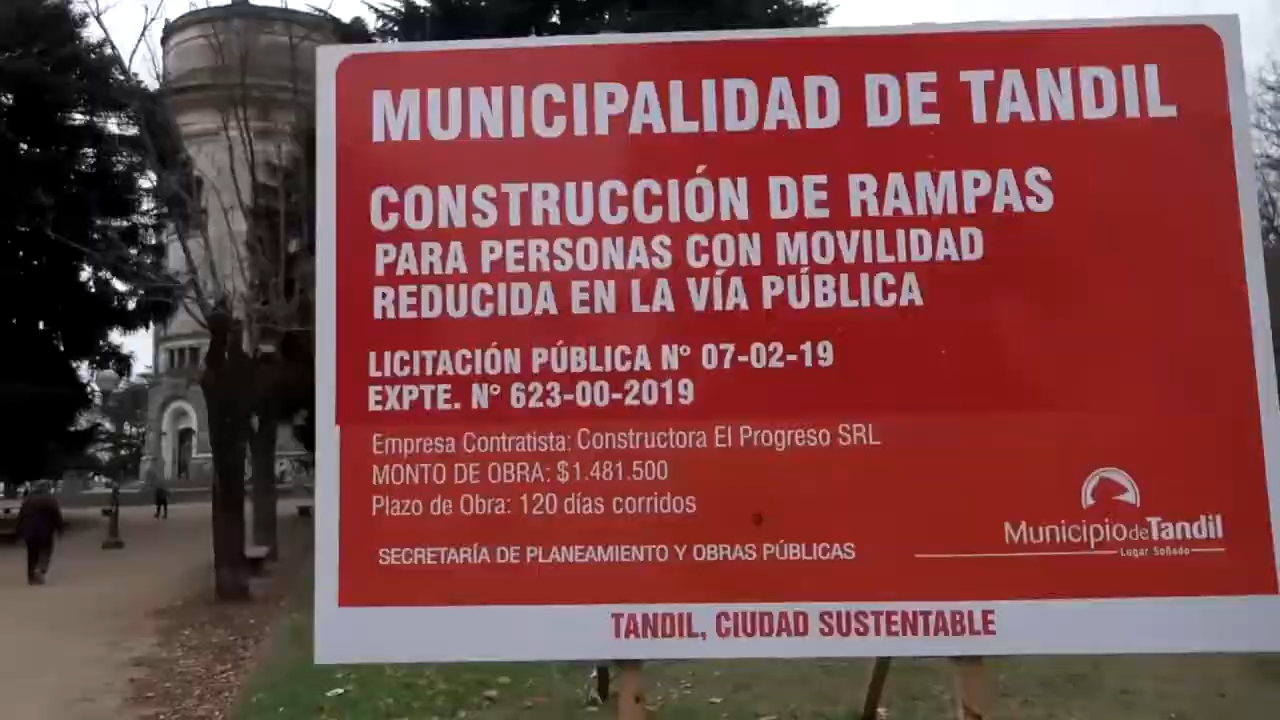 MUNICIPALIDAD DE TANDIL
CONSTRUCCIÓN DE RAMPAS
PARA PERSONAS CON MOVILIDAD
REDUCIDA EN LA VÍA PÚBLICA
LICITACIÓN PÚBLICA N° 07-02-19
EXPTE. N° 623-00-2019
Empresa Contratista: Constructora El Progreso SRL
MONTO DE OBRA: $1.481.500
Plazo de Obra: 120 días corridos
SECRETARÍA DE PLANEAMIENTO Y OBRAS PÚBLICAS
MunicipiodeTandil
Lugar Soñado
TANDIL, CIUDAD SUSTENTABLE